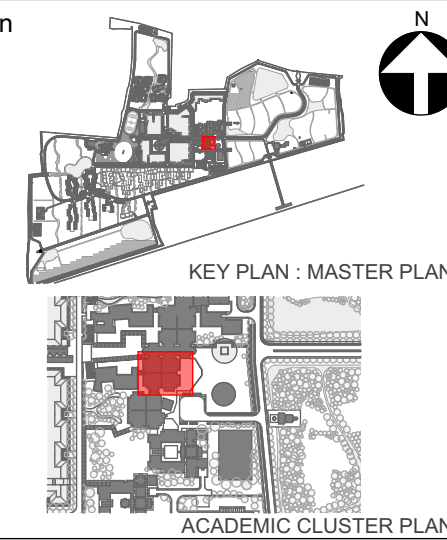 n
N
KEY PLAN : MASTER PLAN
ACADEMIC CLUSTER PLAN